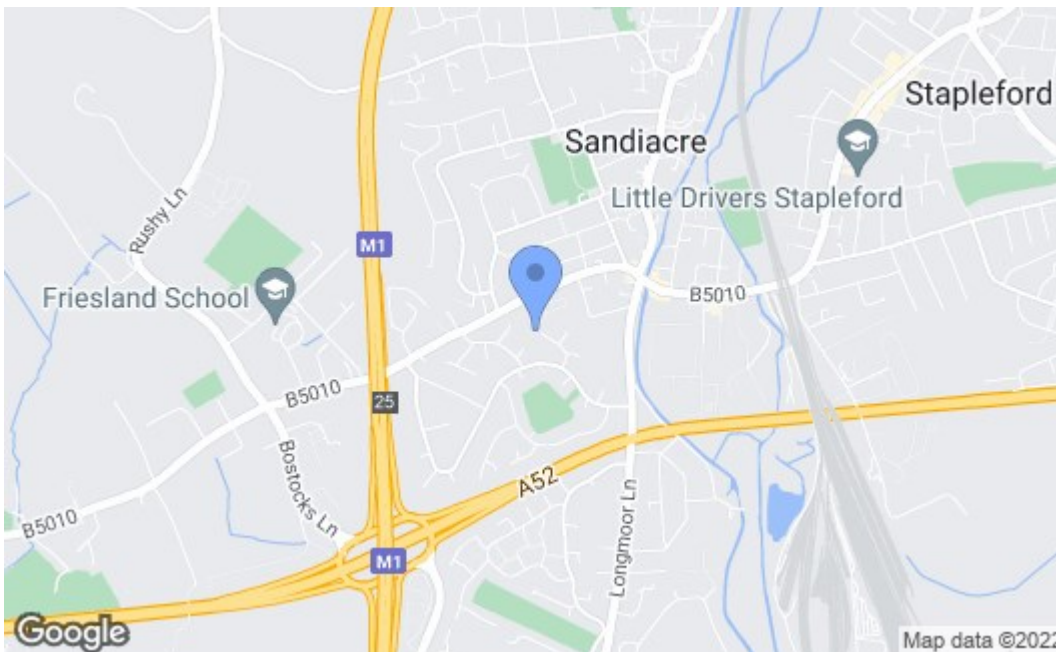 Stapleford
Sandiacre
Little Drivers Stapleford
Rushy Ln
M1
Friesland School
B5010
B5010
25
Bostocks Ln
A52
Longmoor Ln
B5010
M1
Google
Map data ©2022